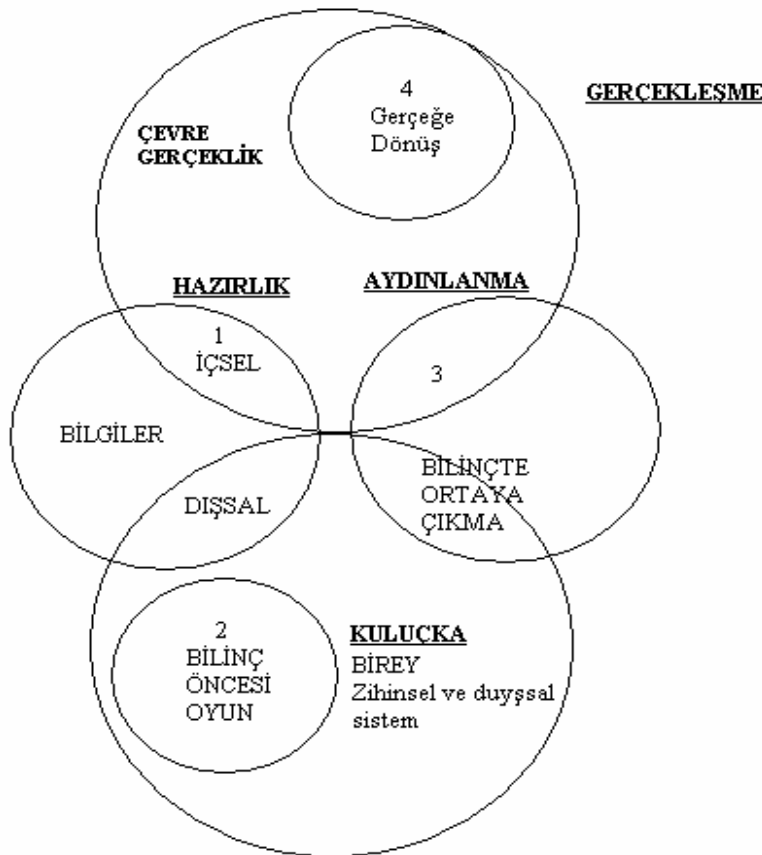 4
Gerçeğe
Dönüş
GERÇEKLEŞME
ÇEVRE
GERÇEKLİK
HAZIRLIK
AYDINLANMA
1
İÇSEL
3
BİLGİLER
DIŞSAL
BİLİNÇTE
ORTAYA
ÇIKMA
2
BİLİNÇ
ÖNCESİ
OYUN
KULUÇKA
BİREY
Zihinsel ve duyşsal
sistem